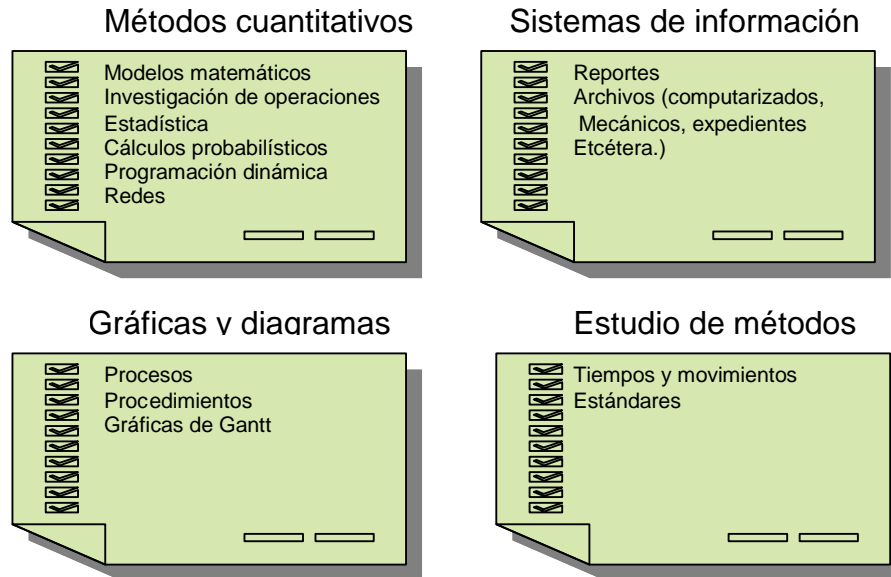 Métodos cuantitativos
Modelos matemáticos
Investigación de operaciones
Estadística
Cálculos probabilísticos
Programación dinámica
Redes
Sistemas de información
Reportes
Archivos (computarizados,
Mecánicos, expedientes
Etcétera.)
Gráficas y diagramas
Procesos
Procedimientos
Gráficas de Gantt
Estudio de métodos
Tiempos y movimientos
Estándares